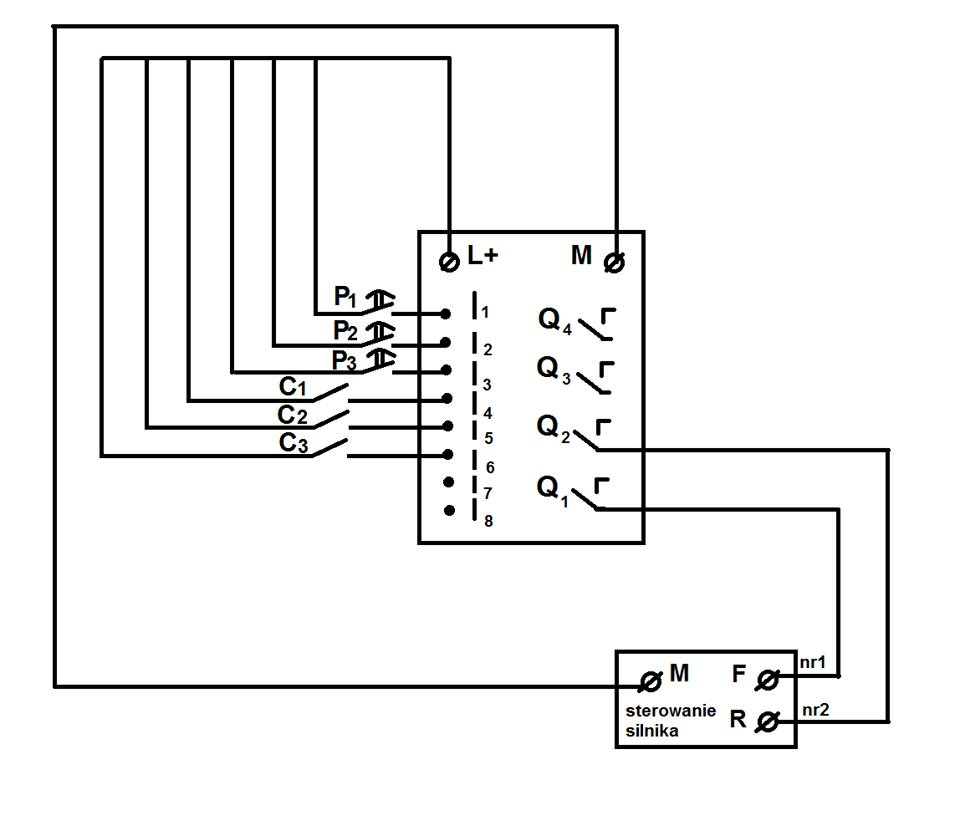 L+ M
P1
P2
P3
C1
C2
C3
1
2
3
4
5
6
7
8
Q4
Q3
Q2
Q1
M F nr1
sterowanie R nr2
silnika